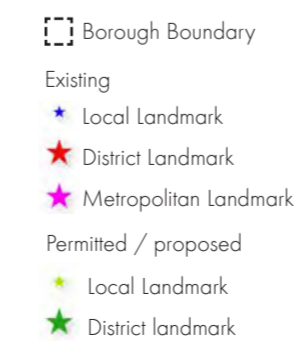 Borough Boundary
Existing
Local Landmark
District Landmark
Metropolitan Landmark
Permitted / proposed
Local Landmark
District landmark